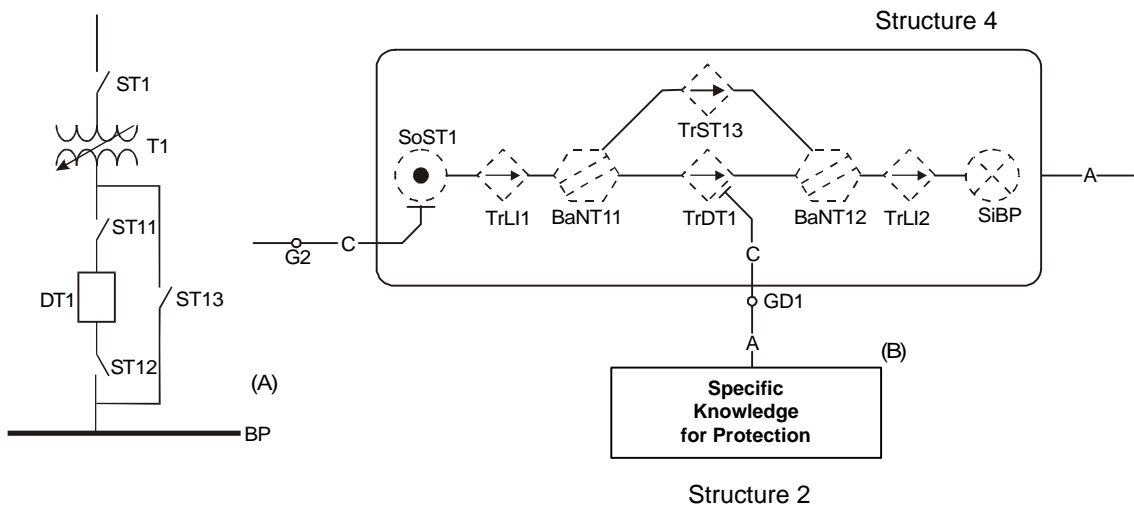 Structure 4
ST1
T1
ST11
DT1
ST13
ST12
(A)
BP
SoST1
TrST13
TrLI1
BaNT11
TrDT1
BaNT12
TrLI2
SiBP
A
G2
C
C
GD1
A
(B)
Specific
Knowledge
for Protection
Structure 2